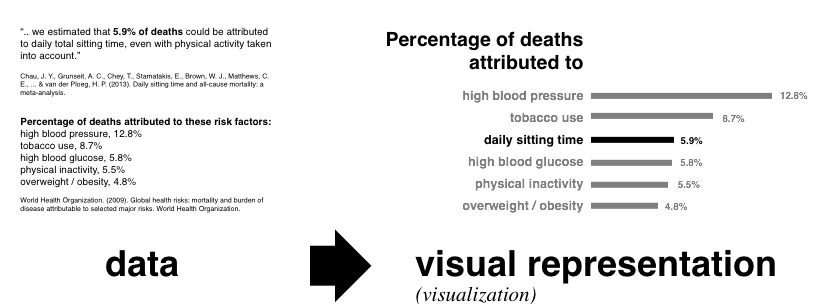 “.. we estimated that 5.9% of deaths could be attributed
to daily total sitting time, even with physical activity taken
into account.”
Chau, J. Y., Grunseit, A. C., Chey, T., Stamatakis, E., Brown, W. J., Matthews, C.
E., ... & van der Ploeg, H. P. (2013). Daily sitting time and all-cause mortality: a
meta-analysis.
Percentage of deaths attributed to these risk factors:
high blood pressure, 12.8%
tobacco use, 8.7%
high blood glucose, 5.8%
physical inactivity, 5.5%
overweight / obesity, 4.8%
World Health Organization. (2009). Global health risks: mortality and burden of
disease attributable to selected major risks. World Health Organization.
data
Percentage of deaths
attributed to
high blood pressure 12.8%
tobacco use 8.7%
daily sitting time 5.9%
high blood glucose 5.8%
physical inactivity 5.5%
overweight / obesity 4.8%
visual representation
(visualization)